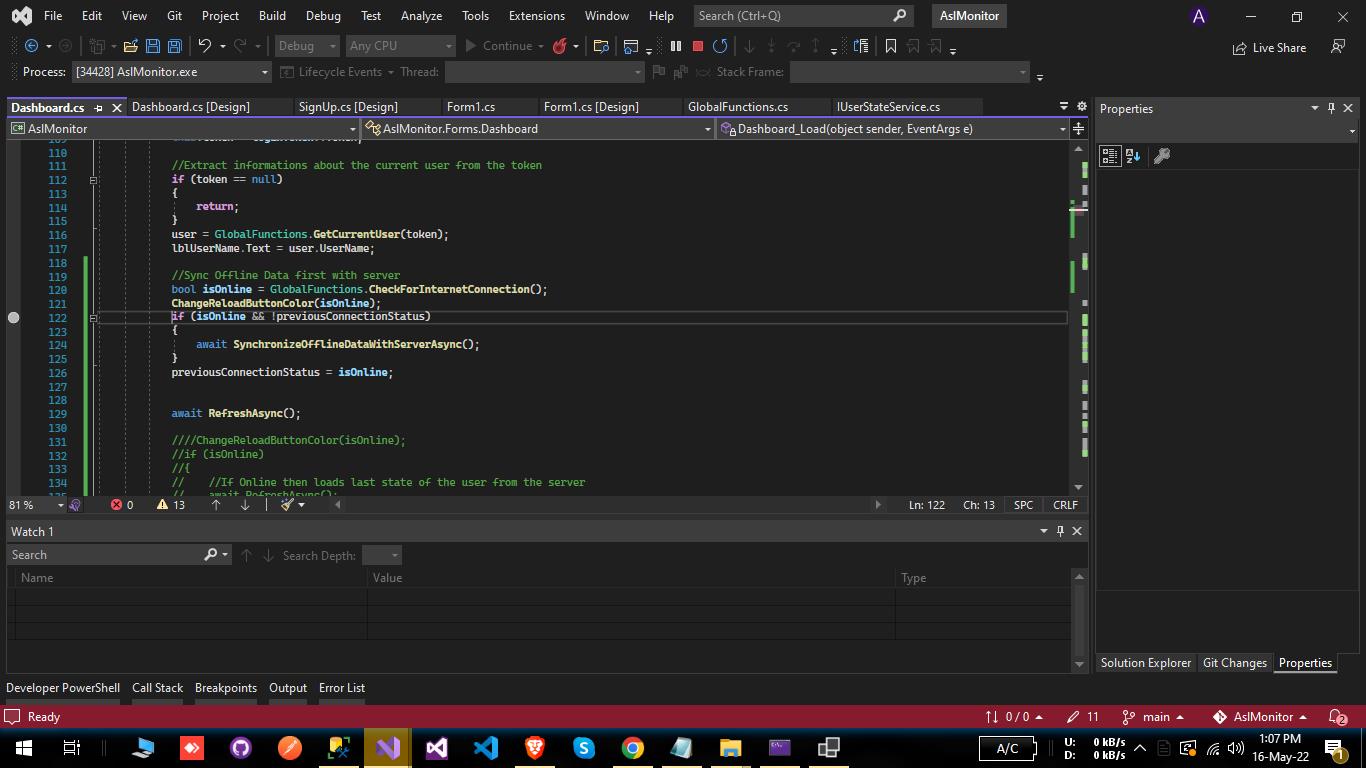 File Edit View Git Project Build Debug Test Analyze Tools Extensions Window Help Search (Ctrl+Q) AslMonitor A
Debug Any CPU Continue Live Share
Process: [34428] AslMonitor.exe Lifecycle Events Thread: Stack Frame:
Dashboard.cs Dashboard.cs [Design] SignUp.cs [Design] Form1.cs Form1.cs [Design] GlobalFunctions.cs IUserStateService.cs Properties
AslMonitor AslMonitor.Forms.Dashboard Dashboard_Load(object sender, EventArgs e)
110
111 //Extract informations about the current user from the token
112 if (token == null)
113 {
114 return;
115 }
116 user = GlobalFunctions.GetCurrentUser(token);
117 lblUserName.Text = user.UserName;
118
119 //Sync Offline Data first with server
120 bool isOnline = GlobalFunctions.CheckForInternetConnection();
121 ChangeReloadButtonColor(isOnline);
122 if (isOnline && !previousConnectionStatus)
123 {
124 await SynchronizeOfflineDataWithServerAsync();
125 }
126 previousConnectionStatus = isOnline;
127
128
129 await RefreshAsync();
130
131 ////ChangeReloadButtonColor(isOnline);
132 //if (isOnline)
133 //{
134 // //If Online then loads last state of the user from the server
// await RefreshAsync();
81 % 0 13 Ln: 122 Ch: 13 SPC CRLF
Watch 1
Search Search Depth:
Name Value Type
Solution Explorer Git Changes Properties
Developer PowerShell Call Stack Breakpoints Output Error List
Ready 0 / 0 11 main AslMonitor 2
A/C U: 0 kB/s 1:07 PM
D: 0 kB/s 16-May-22 1